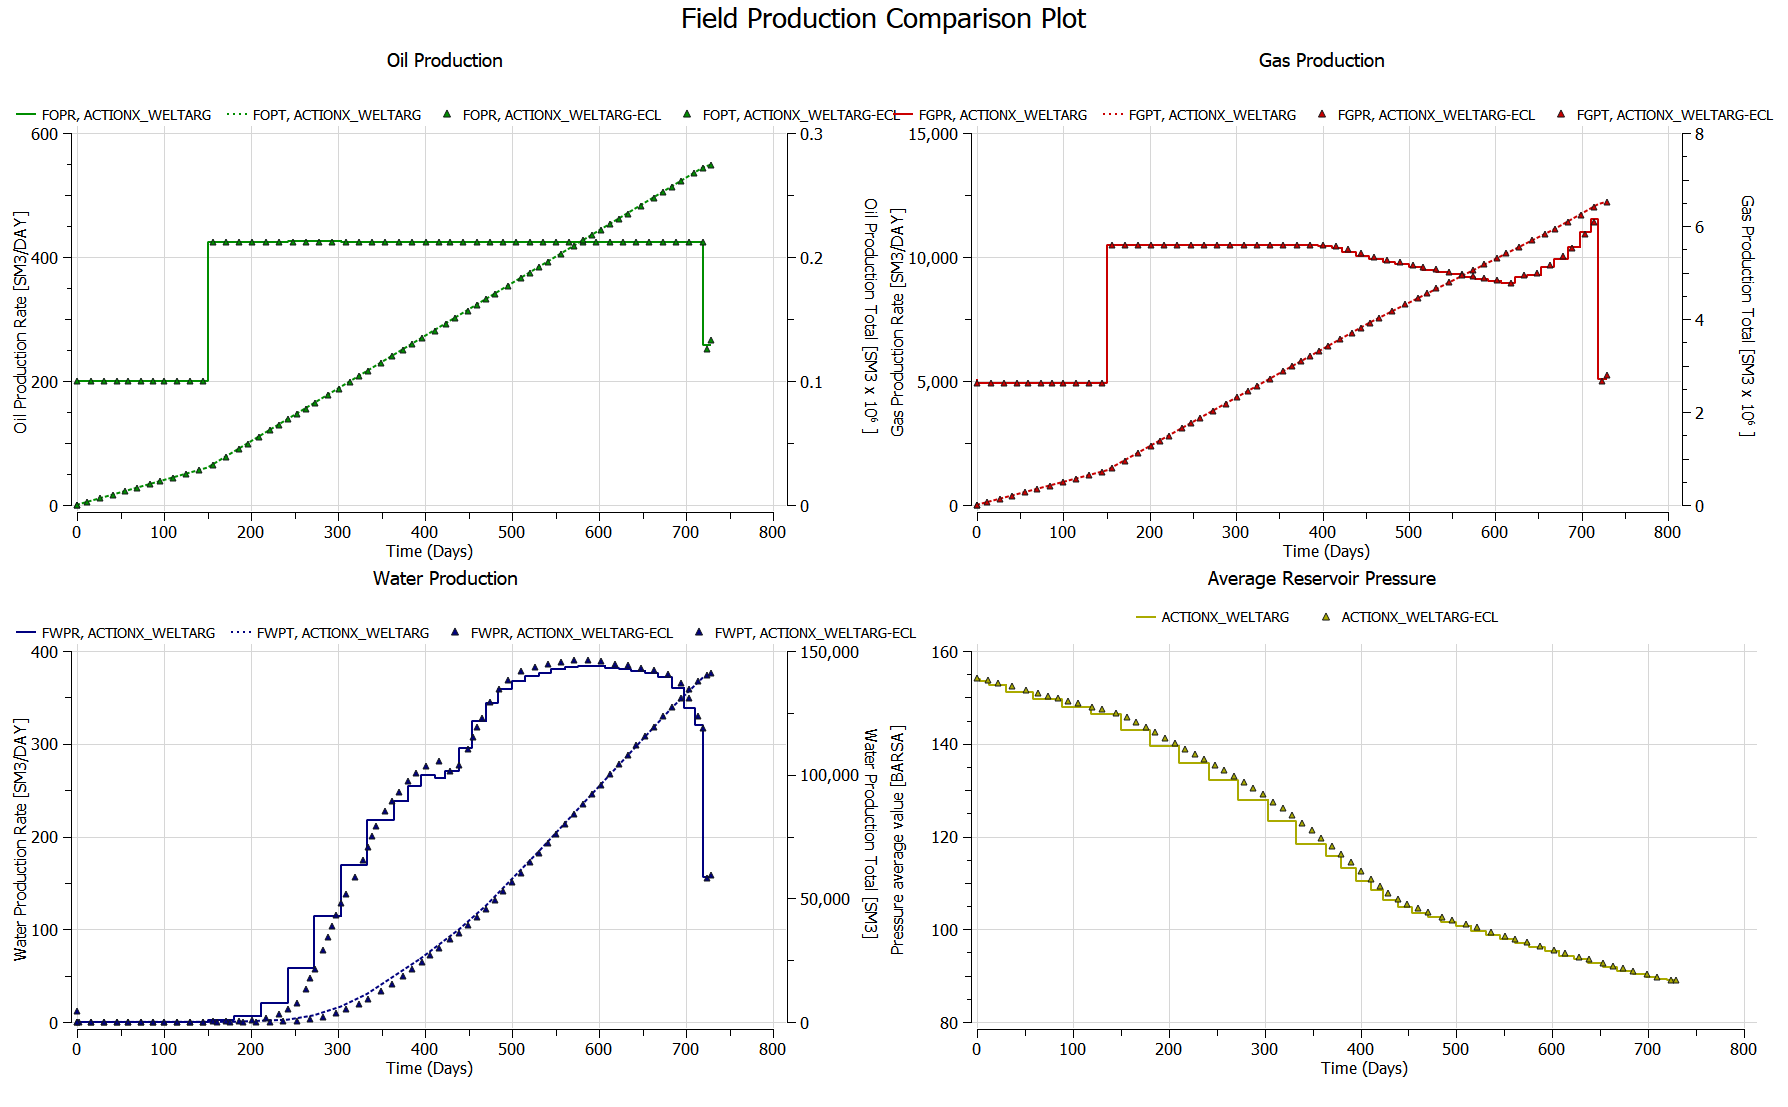 Field Production Comparison Plot
Oil Production
FOPR, ACTIONX_WELTARG FOPT, ACTIONX_WELTARG FOPR, ACTIONX_WELTARG-ECL FOPT, ACTIONX_WELTARG-ECL
600 0.3
400 0.2
200 0.1
0 0
Oil Production Rate [SM3/DAY]
Oil Production Total [SM3 x 10⁶ ]
0 100 200 300 400 500 600 700 800
Time (Days)
Gas Production
FGPR, ACTIONX_WELTARG FGPT, ACTIONX_WELTARG FGPR, ACTIONX_WELTARG-ECL FGPT, ACTIONX_WELTARG-ECL
15,000 8
10,000 6
5,000 4
0 2
0
Gas Production Rate [SM3/DAY]
Gas Production Total [SM3 x 10⁶ ]
0 100 200 300 400 500 600 700 800
Time (Days)
Water Production
FWPR, ACTIONX_WELTARG FWPT, ACTIONX_WELTARG FWPR, ACTIONX_WELTARG-ECL FWPT, ACTIONX_WELTARG-ECL
400 150,000
300 100,000
200 50,000
100 0
0
Water Production Rate [SM3/DAY]
Water Production Total [SM3]
0 100 200 300 400 500 600 700 800
Time (Days)
Average Reservoir Pressure
ACTIONX_WELTARG ACTIONX_WELTARG-ECL
160
140
120
100
80
Pressure average value [BARSA]
0 100 200 300 400 500 600 700 800
Time (Days)